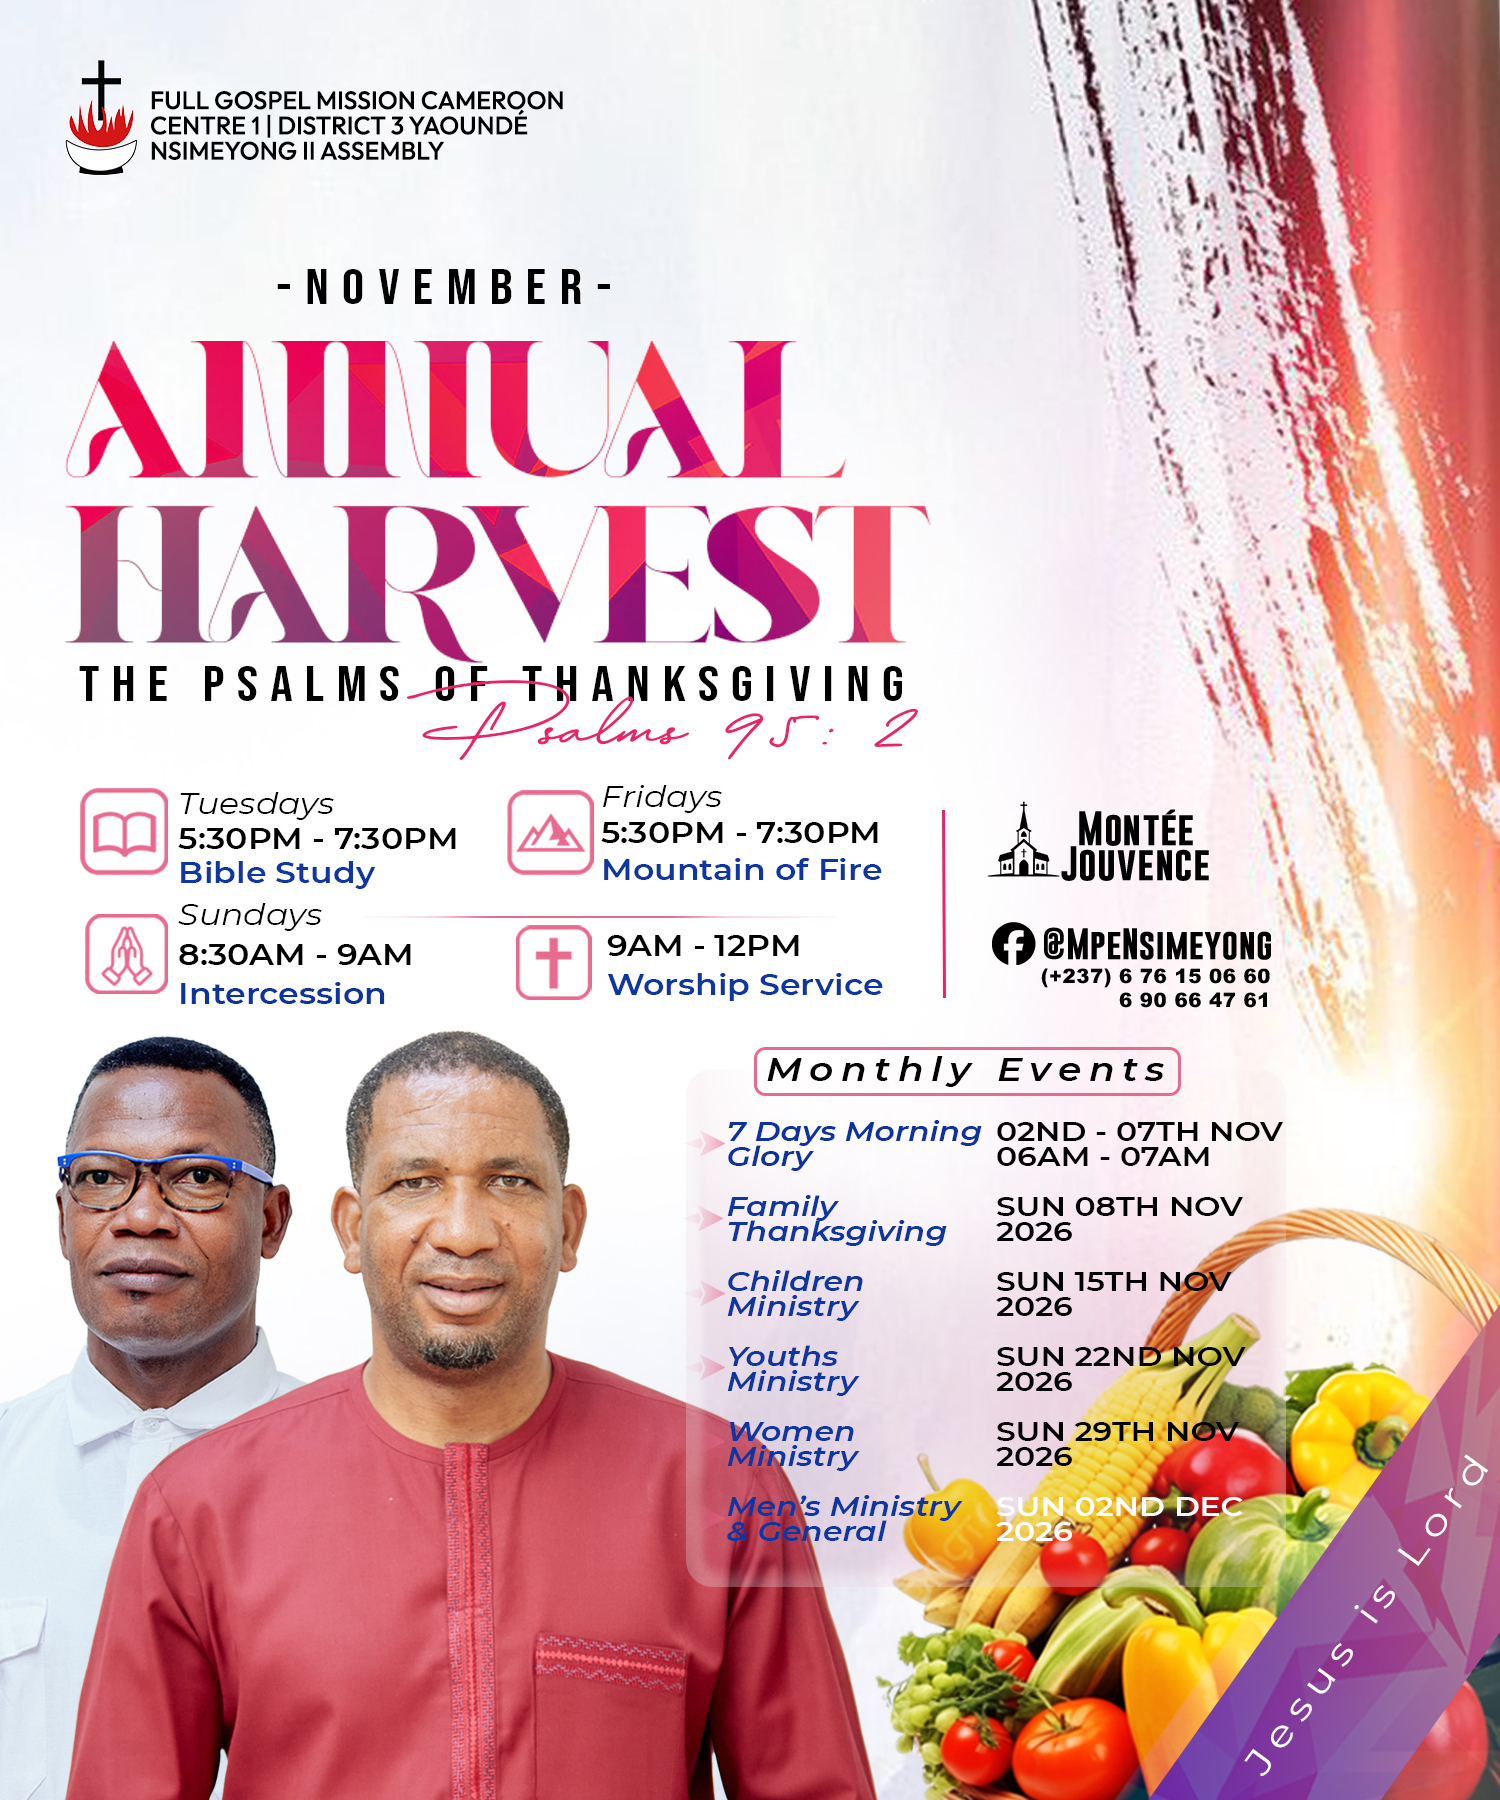 FULL GOSPEL MISSION CAMEROON
CENTRE 1 | DISTRICT 3 YAOUNDÉ
NSIMEYONG II ASSEMBLY
-NOVEMBER-
ANNUAL
HARVEST
THE PSALMS OF THANKSGIVING
Psalms 95: 2
Tuesdays
5:30PM - 7:30PM
Bible Study
Fridays
5:30PM - 7:30PM
Mountain of Fire
Sundays
8:30AM - 9AM
Intercession
9AM - 12PM
Worship Service
MONTÉE
JOUVENCE
@MPENSIMEYONG
(+237) 6 76 15 06 60
6 90 66 47 61
Monthly Events
7 Days Morning 02ND - 07TH NOV
Glory 06AM - 07AM
Family SUN 08TH NOV
Thanksgiving 2026
Children SUN 15TH NOV
Ministry 2026
Youths SUN 22ND NOV
Ministry 2026
Women SUN 29TH NOV
Ministry 2026
Men's Ministry SUN 02ND DEC
& General 2026
Jesus is Lord